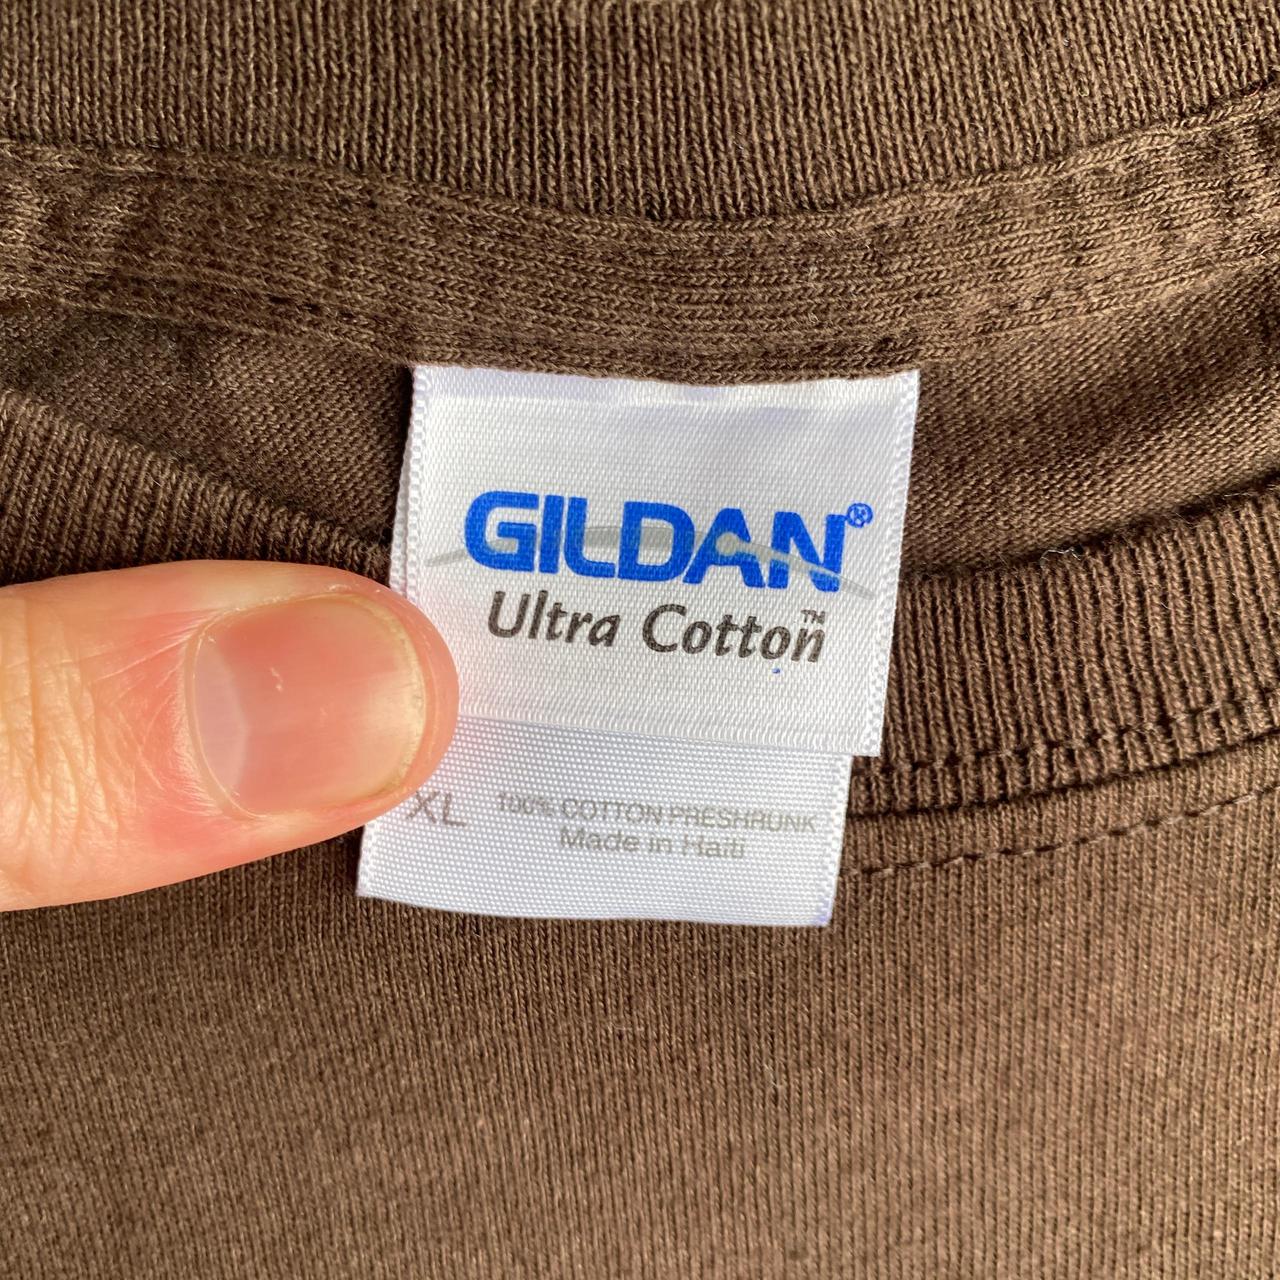 GILDAN®
Ultra Cotton™
XL 100% COTTON PRESHRUNK
Made in Haiti